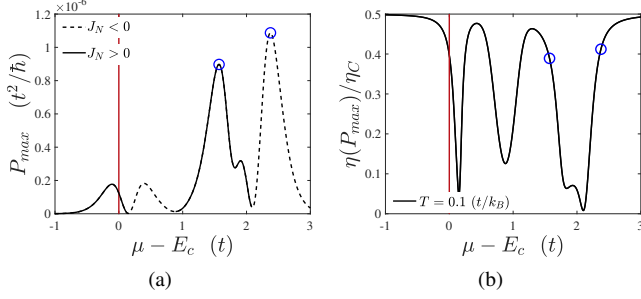 ×10⁻⁶
1.2
1
0.8
0.6
0.4
0.2
0
-1 0 1 2 3
P_max (t²/ħ)
J_N < 0
J_N > 0
μ − E_c (t)
(a)
0.5
0.4
0.3
0.2
0.1
0
-1 0 1 2 3
η(P_max)/η_C
T = 0.1 (t/k_B)
μ − E_c (t)
(b)